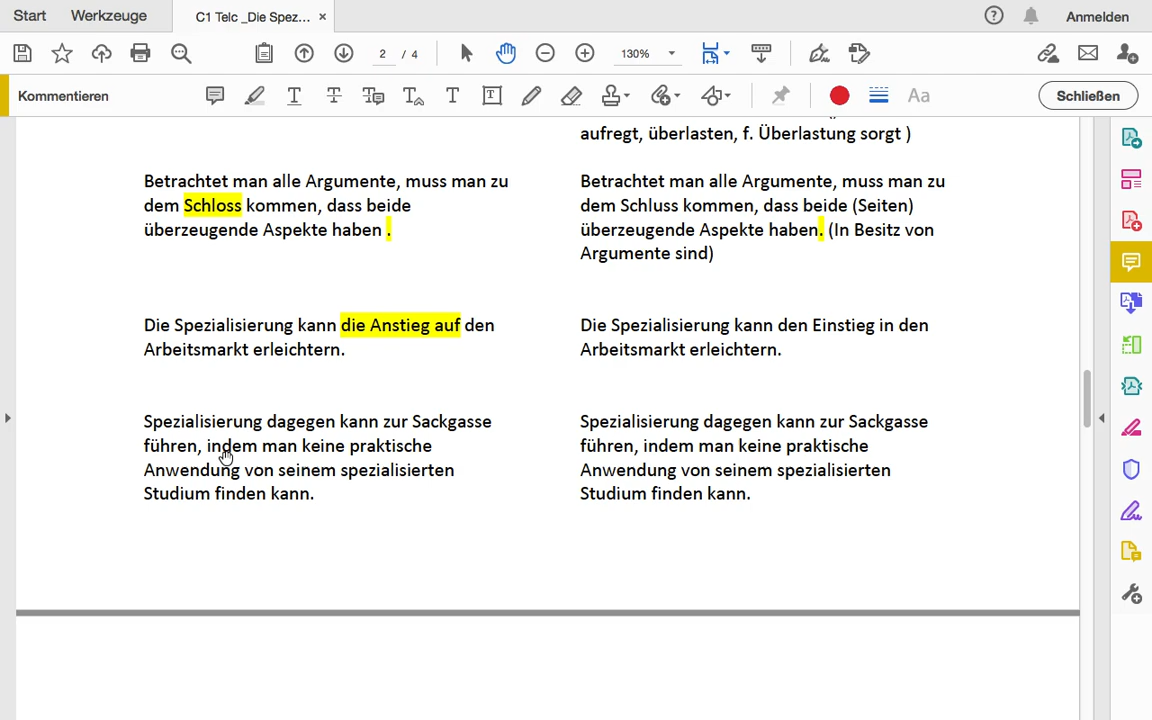 Start Werkzeuge C1 Telc _Die Spez... × Anmelden
2 / 4 130%
Kommentieren Aa Schließen
aufregt, überlasten, f. Überlastung sorgt )
Betrachtet man alle Argumente, muss man zu
dem Schloss kommen, dass beide
überzeugende Aspekte haben .
Betrachtet man alle Argumente, muss man zu
dem Schluss kommen, dass beide (Seiten)
überzeugende Aspekte haben. (In Besitz von
Argumente sind)
Die Spezialisierung kann die Anstieg auf den
Arbeitsmarkt erleichtern.
Die Spezialisierung kann den Einstieg in den
Arbeitsmarkt erleichtern.
Spezialisierung dagegen kann zur Sackgasse
führen, indem man keine praktische
Anwendung von seinem spezialisierten
Studium finden kann.
Spezialisierung dagegen kann zur Sackgasse
führen, indem man keine praktische
Anwendung von seinem spezialisierten
Studium finden kann.